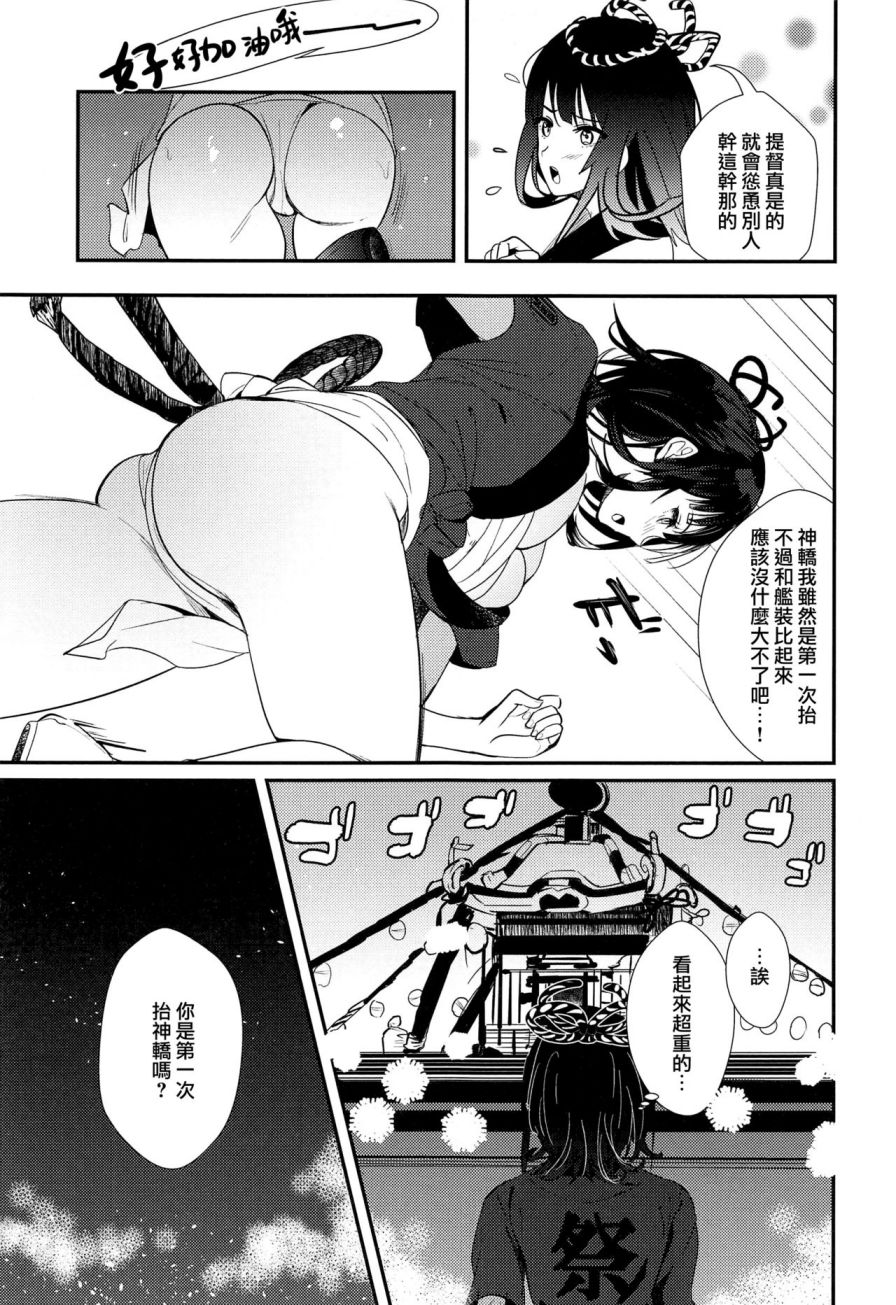 提督真是的
就會慫恿別人
幹這幹那的
好好加油哦——
神轎我雖然是第一次抬
不過和艦裝比起來
應該沒什麼大不了吧…！
ギギ
ゴゴゴゴゴゴ
…誒
看起來超重的…
祭
你是第一次
抬神轎嗎？